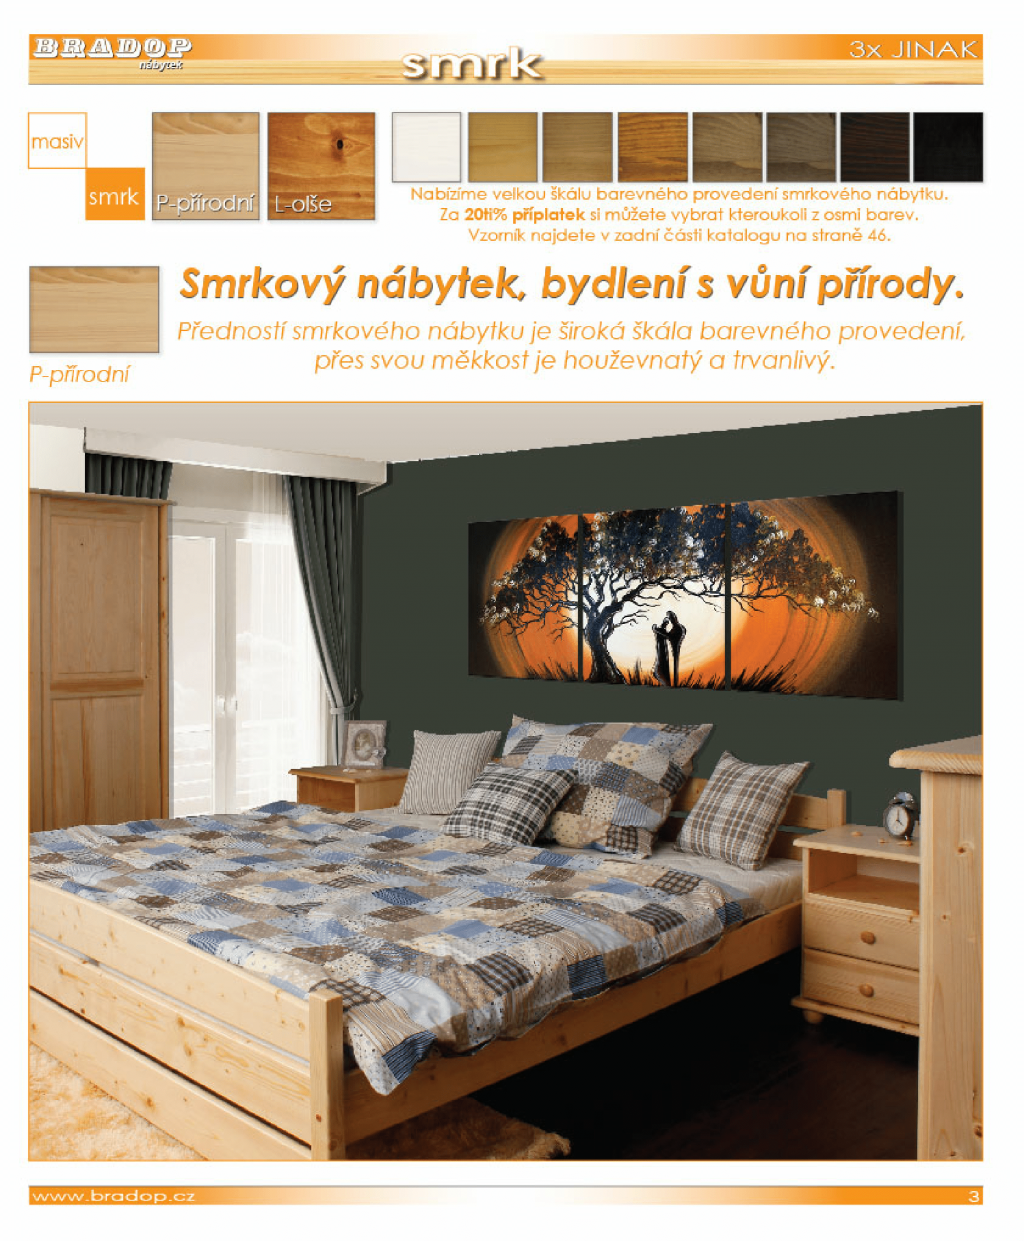 BRADOP
nábytek
smrk
3x JINAK
masiv
smrk
P-přírodní
L-olše
Nabízíme velkou škálu barevného provedení smrkového nábytku.
Za 20ti% příplatek si můžete vybrat kteroukoli z osmi barev.
Vzorník najdete v zadní části katalogu na straně 46.
Smrkový nábytek, bydlení s vůní přírody.
Předností smrkového nábytku je široká škála barevného provedení,
přes svou měkkost je houževnatý a trvanlivý.
P-přírodní
www.bradop.cz
3